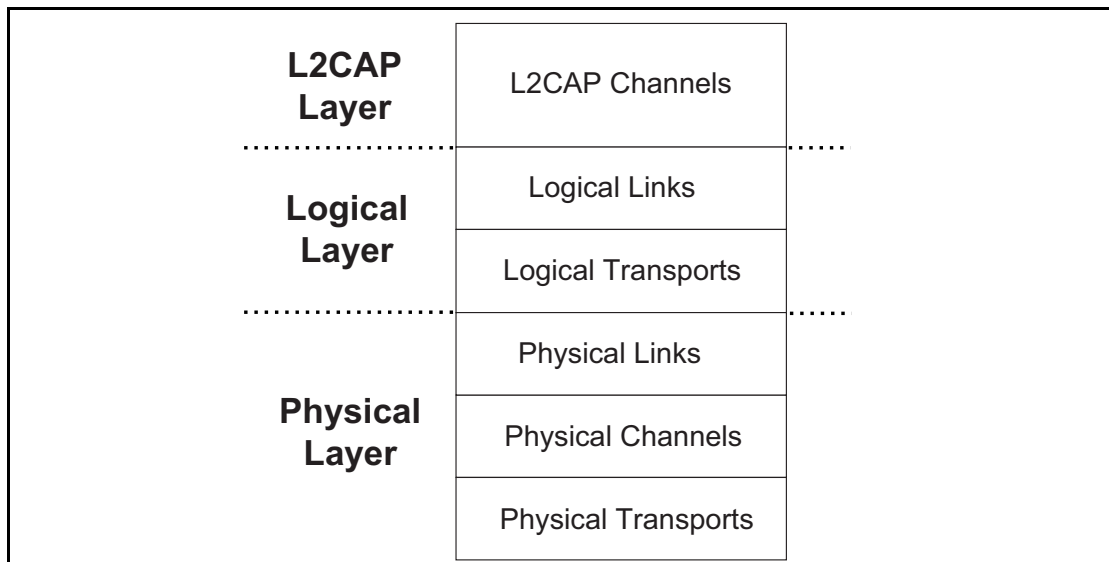 L2CAP
Layer
L2CAP Channels
Logical
Layer
Logical Links
Logical Transports
Physical
Layer
Physical Links
Physical Channels
Physical Transports